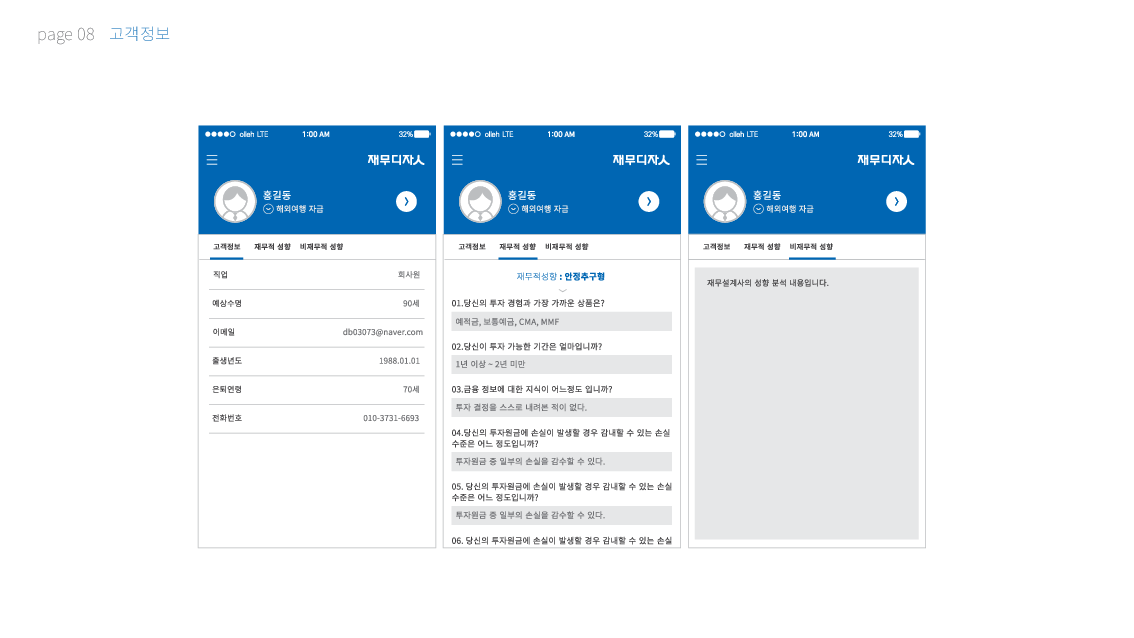 page 08 고객정보
olleh LTE 1:00 AM 32%
재무디자人
홍길동
해외여행 자금
고객정보 재무적 성향 비재무적 성향
직업 회사원
예상수명 90세
이메일 db03073@naver.com
출생년도 1988.01.01
은퇴연령 70세
전화번호 010-3731-6693
olleh LTE 1:00 AM 32%
재무디자人
홍길동
해외여행 자금
고객정보 재무적 성향 비재무적 성향
재무적성향 : 안정추구형
01.당신의 투자 경험과 가장 가까운 상품은?
예적금, 보통예금, CMA, MMF
02.당신이 투자 가능한 기간은 얼마입니까?
1년 이상 ~ 2년 미만
03.금융 정보에 대한 지식이 어느정도 입니까?
투자 결정을 스스로 내려본 적이 없다.
04.당신의 투자원금에 손실이 발생할 경우 감내할 수 있는 손실
수준은 어느 정도입니까?
투자원금 중 일부의 손실을 감수할 수 있다.
05. 당신의 투자원금에 손실이 발생할 경우 감내할 수 있는 손실
수준은 어느 정도입니까?
투자원금 중 일부의 손실을 감수할 수 있다.
06. 당신의 투자원금에 손실이 발생할 경우 감내할 수 있는 손실
olleh LTE 1:00 AM 32%
재무디자人
홍길동
해외여행 자금
고객정보 재무적 성향 비재무적 성향
재무설계사의 성향 분석 내용입니다.